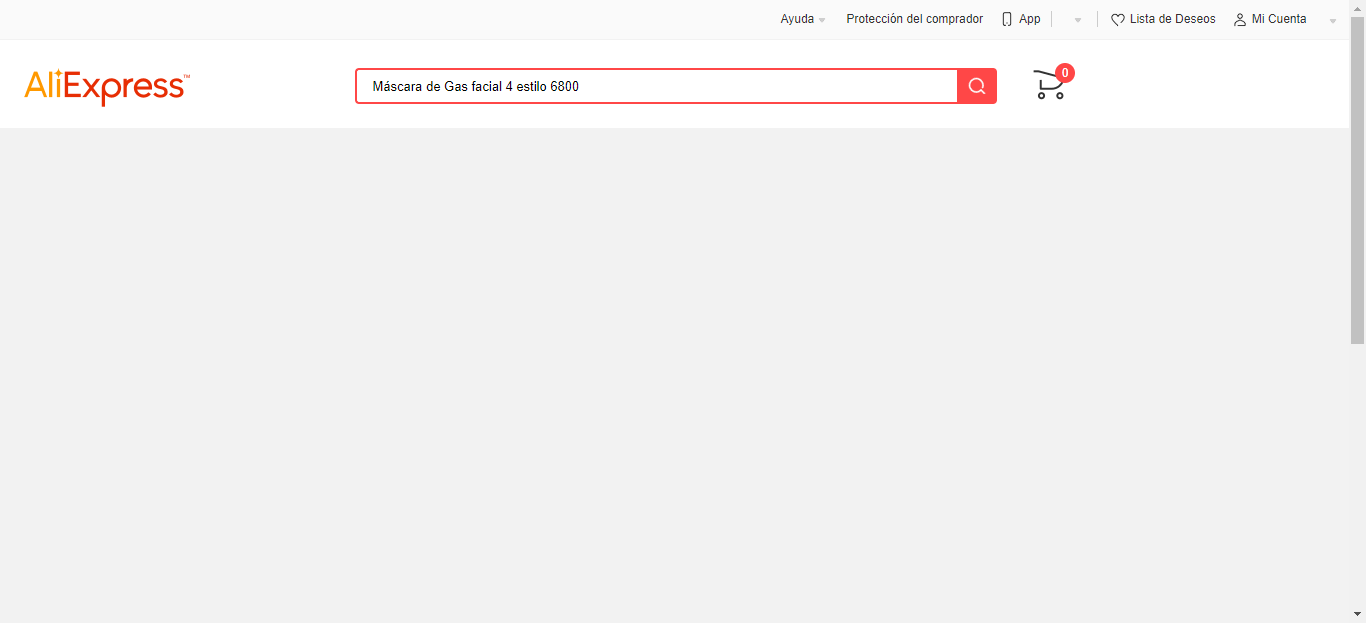 Ayuda Protección del comprador App Lista de Deseos Mi Cuenta
AliExpress™ Máscara de Gas facial 4 estilo 6800 0